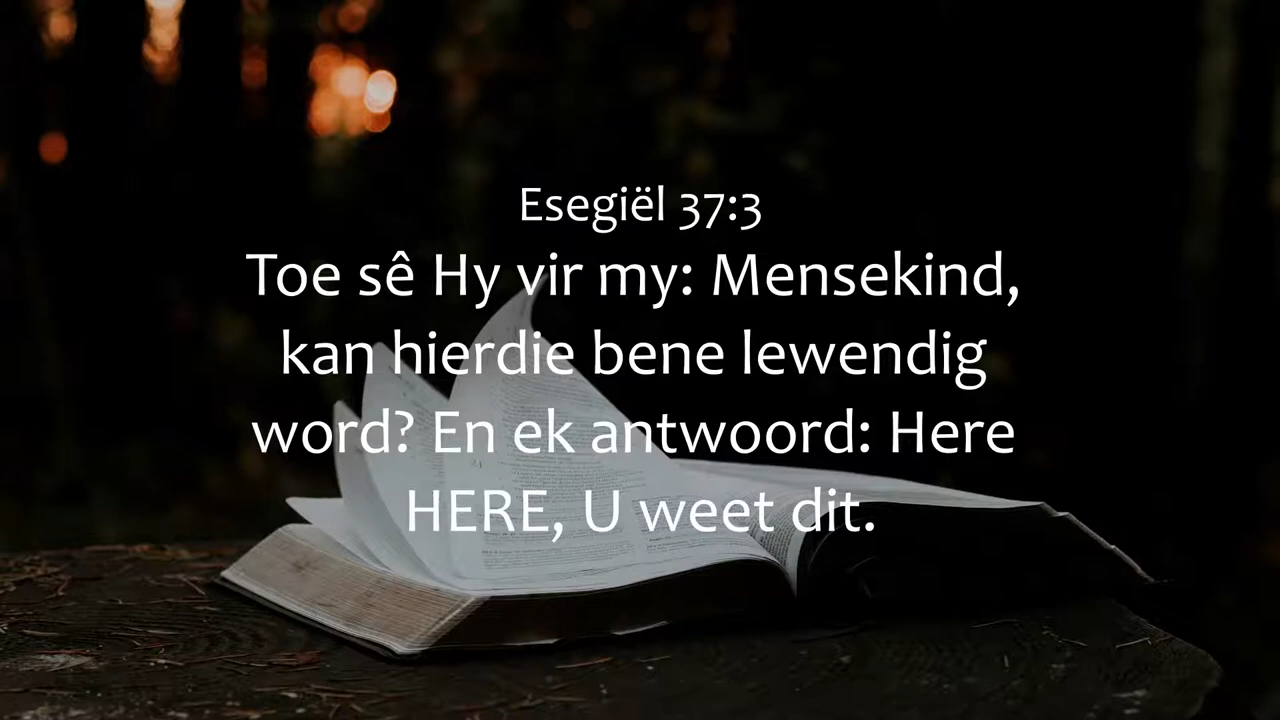 Esegiël 37:3
Toe sê Hy vir my: Mensekind,
kan hierdie bene lewendig
word? En ek antwoord: Here
HERE, U weet dit.